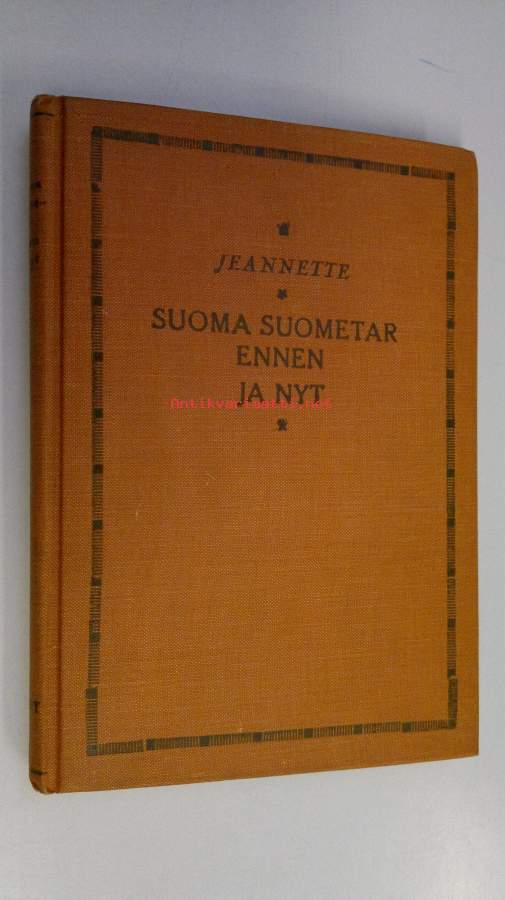 JEANNETTE
SUOMA SUOMETAR
ENNEN
JA NYT
Antikvariaatti.net